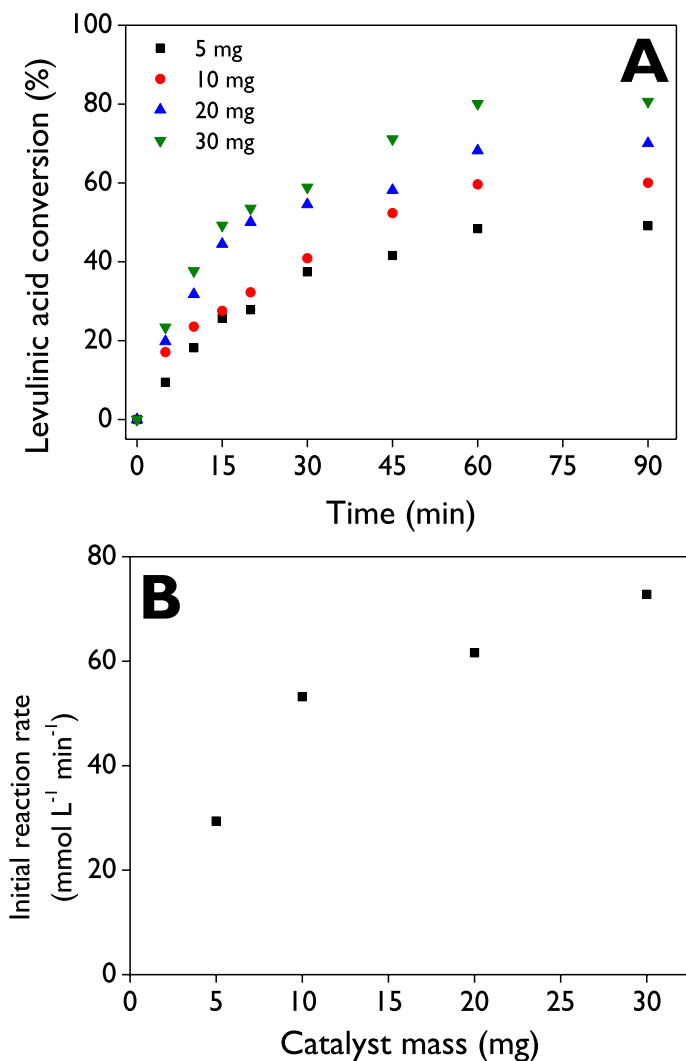 100
80
60
40
20
0
Levulinic acid conversion (%)
5 mg
10 mg
20 mg
30 mg
A
0 15 30 45 60 75 90
Time (min)
80
60
40
20
0
Initial reaction rate
(mmol L⁻¹ min⁻¹)
B
0 5 10 15 20 25 30
Catalyst mass (mg)